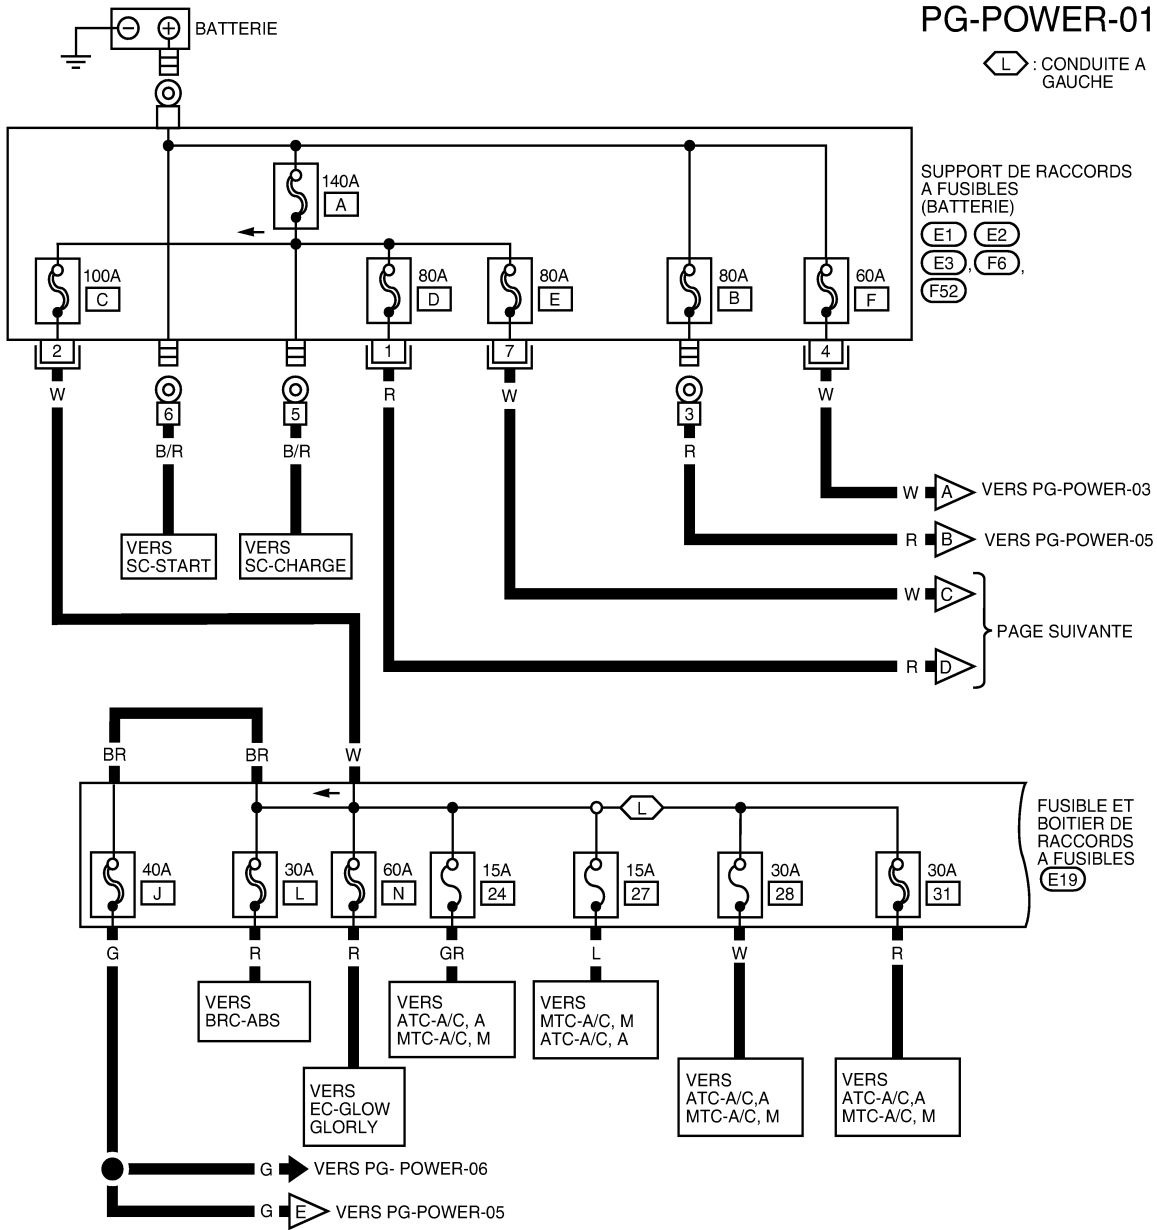 PG-POWER-01
L : CONDUITE A
GAUCHE
- + BATTERIE
140A
A
SUPPORT DE RACCORDS
A FUSIBLES
(BATTERIE)
E1 E2
E3 , F6 ,
F52
100A
C
80A
D
80A
E
80A
B
60A
F
2 1 7 4
W R W W
6 5 3
B/R B/R R
W A VERS PG-POWER-03
R B VERS PG-POWER-05
VERS
SC-START
VERS
SC-CHARGE
W C
PAGE SUIVANTE
R D
BR BR W
L
FUSIBLE ET
BOITIER DE
RACCORDS
A FUSIBLES
E19
40A
J
30A
L
60A
N
15A
24
15A
27
30A
28
30A
31
G R R GR L W R
VERS
BRC-ABS
VERS
ATC-A/C, A
MTC-A/C, M
VERS
MTC-A/C, M
ATC-A/C, A
VERS
EC-GLOW
GLORLY
VERS
ATC-A/C,A
MTC-A/C, M
VERS
ATC-A/C,A
MTC-A/C, M
G VERS PG- POWER-06
G E VERS PG-POWER-05